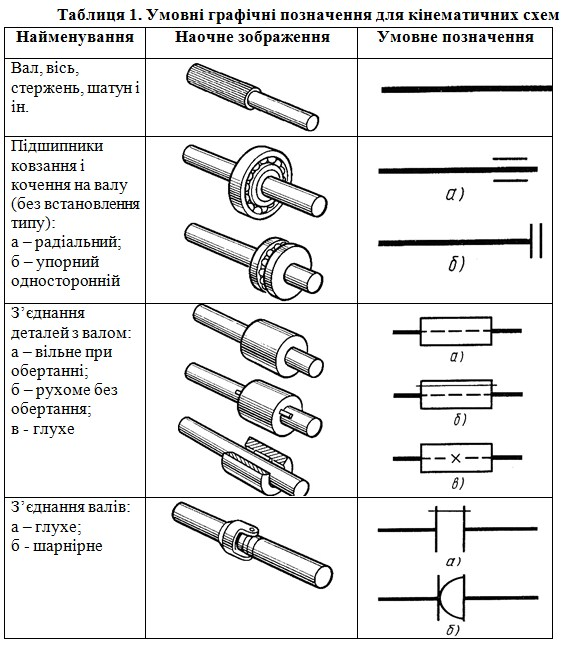 Таблиця 1. Умовні графічні позначення для кінематичних схем
Найменування
Наочне зображення
Умовне позначення
Вал, вісь,
стержень, шатун і
ін.
Підшипники
ковзання і
кочення на валу
(без встановлення
типу):
а – радіальний;
б – упорний
односторонній
а)
б)
З’єднання
деталей з валом:
а – вільне при
обертанні;
б – рухоме без
обертання;
в - глухе
а)
б)
в)
З’єднання валів:
а – глухе;
б - шарнірне
а)
б)